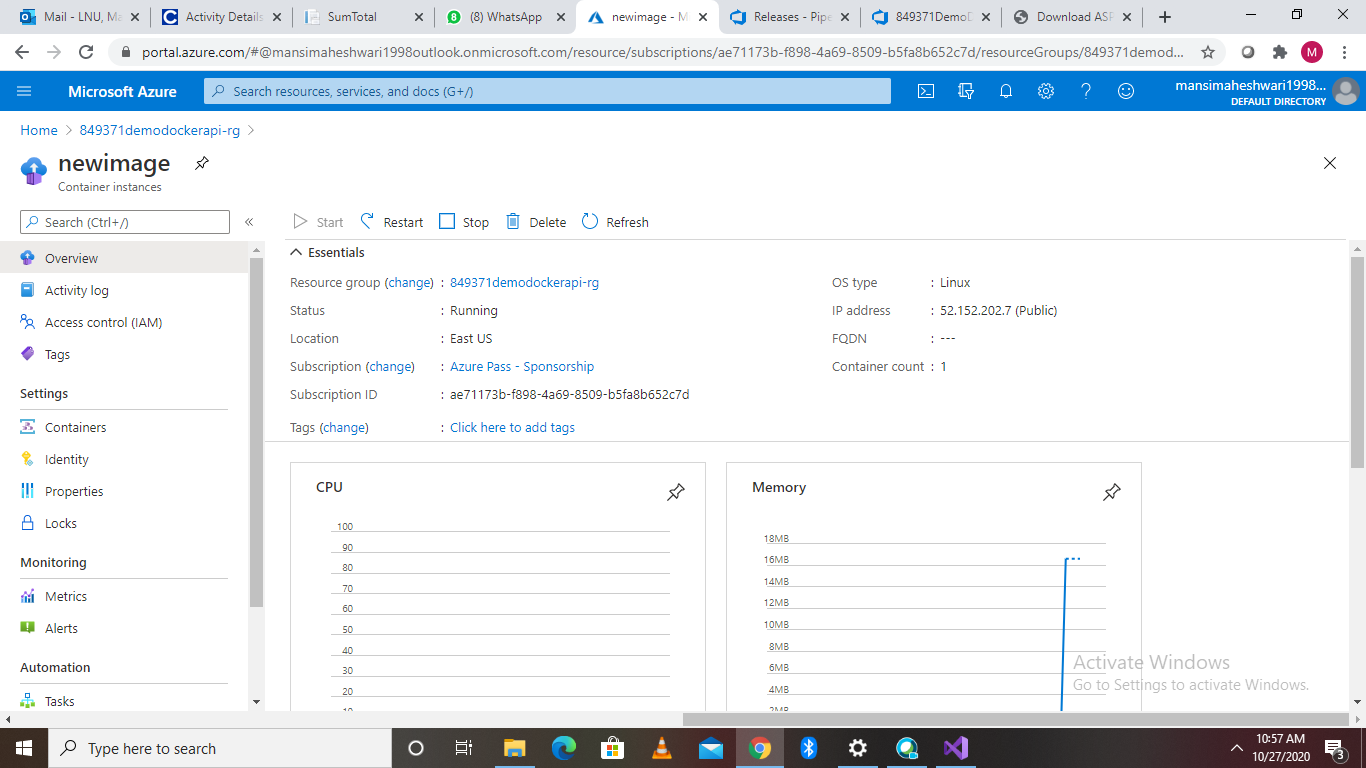 Mail - LNU, Ma
Activity Details
SumTotal
(8) WhatsApp
newimage - M
Releases - Pipe
849371DemoD
Download ASP
portal.azure.com/#@mansimaheshwari1998outlook.onmicrosoft.com/resource/subscriptions/ae71173b-f898-4a69-8509-b5fa8b652c7d/resourceGroups/849371demod...
M
Microsoft Azure
Search resources, services, and docs (G+/)
mansimaheshwari1998...
DEFAULT DIRECTORY
Home > 849371demodockerapi-rg >
newimage
Container instances
Search (Ctrl+/)
«
Start
Restart
Stop
Delete
Refresh
Overview
Activity log
Access control (IAM)
Tags
Settings
Containers
Identity
Properties
Locks
Monitoring
Metrics
Alerts
Automation
Tasks
Essentials
Resource group (change) : 849371demodockerapi-rg
Status : Running
Location : East US
Subscription (change) : Azure Pass - Sponsorship
Subscription ID : ae71173b-f898-4a69-8509-b5fa8b652c7d
Tags (change) : Click here to add tags
OS type : Linux
IP address : 52.152.202.7 (Public)
FQDN : ---
Container count : 1
CPU
100
90
80
70
60
50
40
30
20
10
Memory
18MB
16MB
14MB
12MB
10MB
8MB
6MB
4MB
2MB
Activate Windows
Go to Settings to activate Windows.
Type here to search
10:57 AM
10/27/2020
3